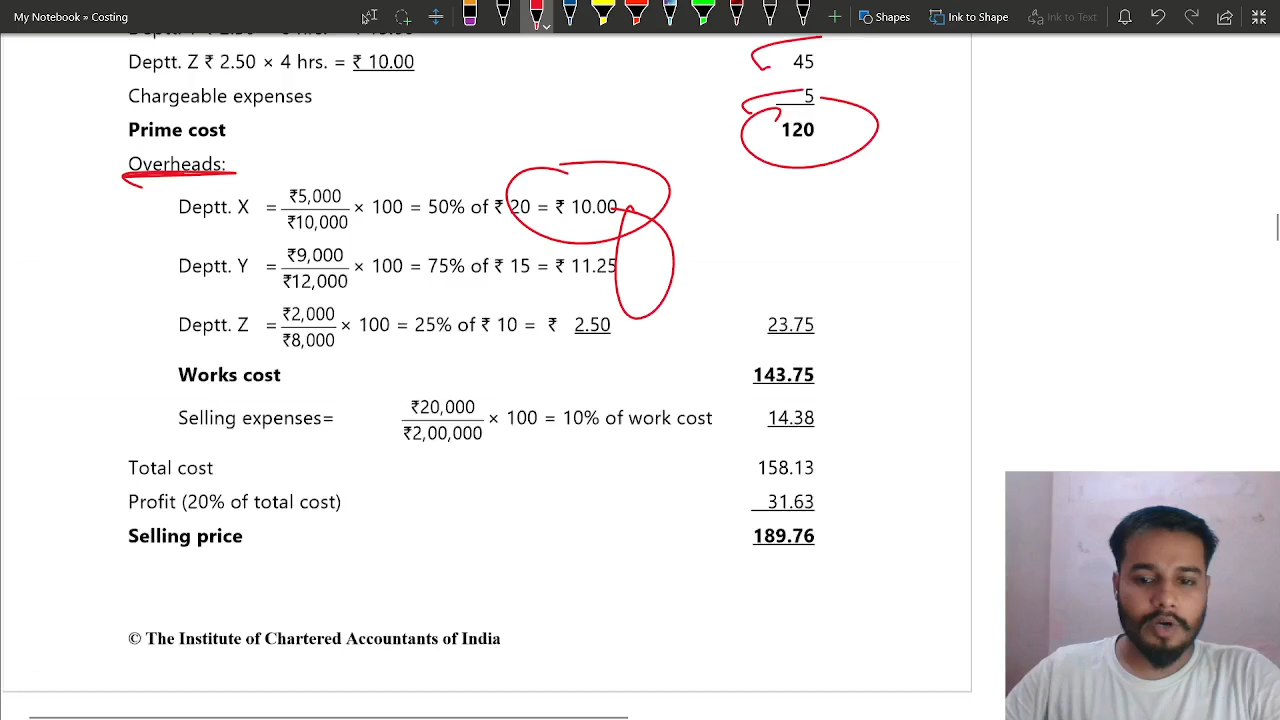 My Notebook > Costing
Shapes
Ink to Shape
Ink to Text
Deptt. Z ₹ 2.50 × 4 hrs. = ₹ 10.00 45
Chargeable expenses 5
Prime cost 120
Overheads:
Deptt. X = ₹5,000/₹10,000 × 100 = 50% of ₹ 20 = ₹ 10.00
Deptt. Y = ₹9,000/₹12,000 × 100 = 75% of ₹ 15 = ₹ 11.25
Deptt. Z = ₹2,000/₹8,000 × 100 = 25% of ₹ 10 = ₹ 2.50 23.75
Works cost 143.75
Selling expenses= ₹20,000/₹2,00,000 × 100 = 10% of work cost 14.38
Total cost 158.13
Profit (20% of total cost) 31.63
Selling price 189.76
© The Institute of Chartered Accountants of India